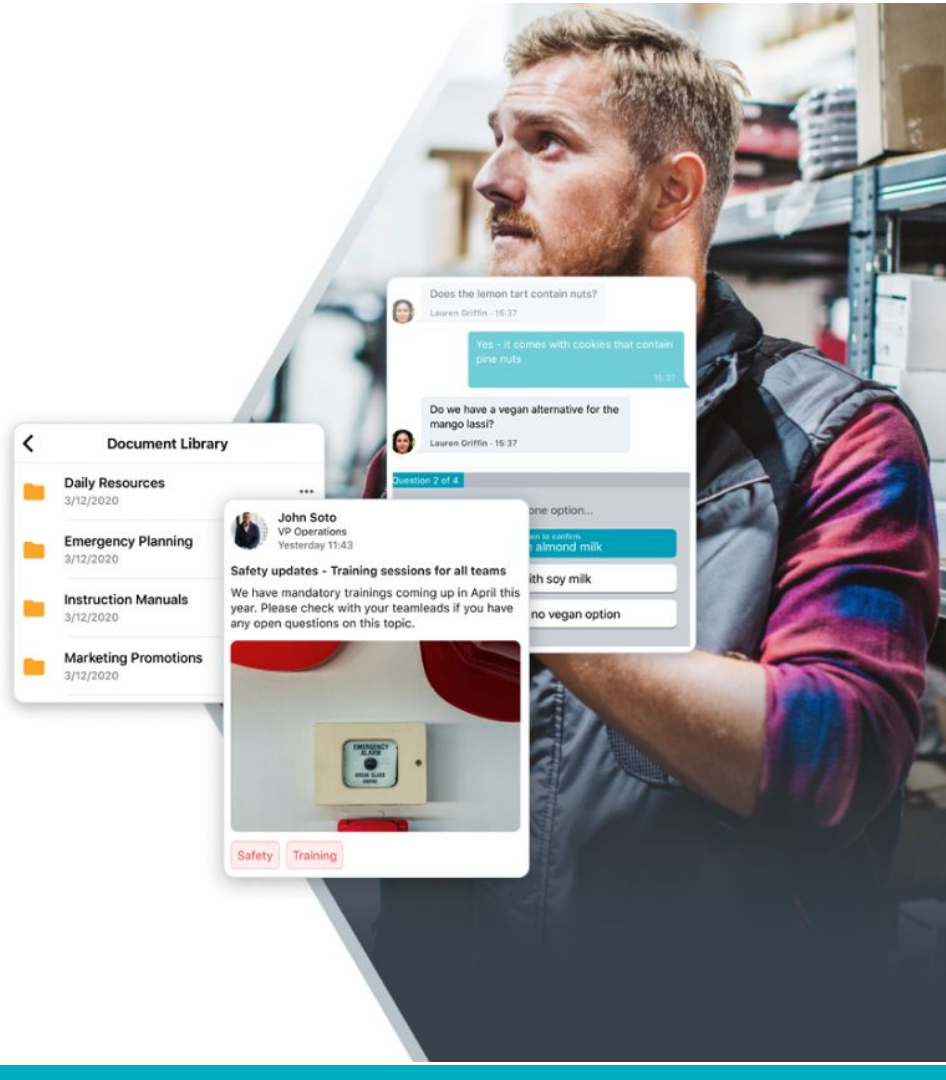 Does the lemon tart contain nuts?
Lauren Griffin - 15:37
Yes - it comes with cookies that contain
pine nuts
15:37
Do we have a vegan alternative for the
mango lassi?
Lauren Griffin - 15:37
Question 2 of 4
one option...
to confirm
almond milk
soy milk
no vegan option
Document Library
Daily Resources
3/12/2020
Emergency Planning
3/12/2020
Instruction Manuals
3/12/2020
Marketing Promotions
3/12/2020
John Soto
VP Operations
Yesterday 11:43
Safety updates - Training sessions for all teams
We have mandatory trainings coming up in April this
year. Please check with your teamleads if you have
any open questions on this topic.
EMERGENCY
ALARM
BREAK GLASS
Safety
Training